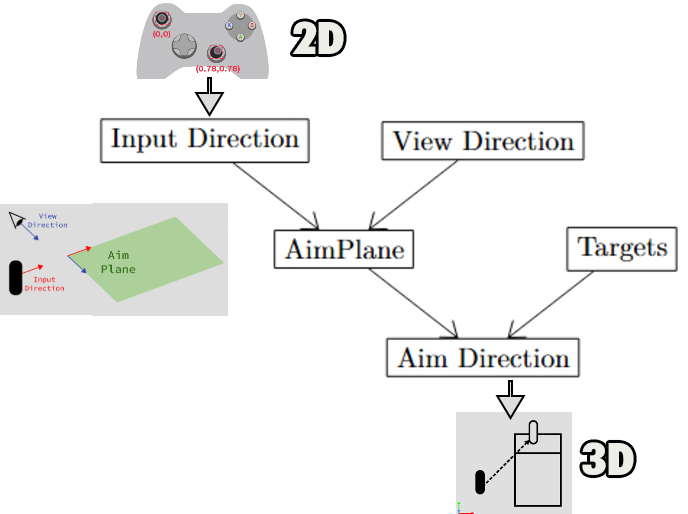 2D
(0,0)
(0.78,0.78)
Input Direction
View Direction
View
Direction
Aim
Plane
Input
Direction
AimPlane
Targets
Aim Direction
3D